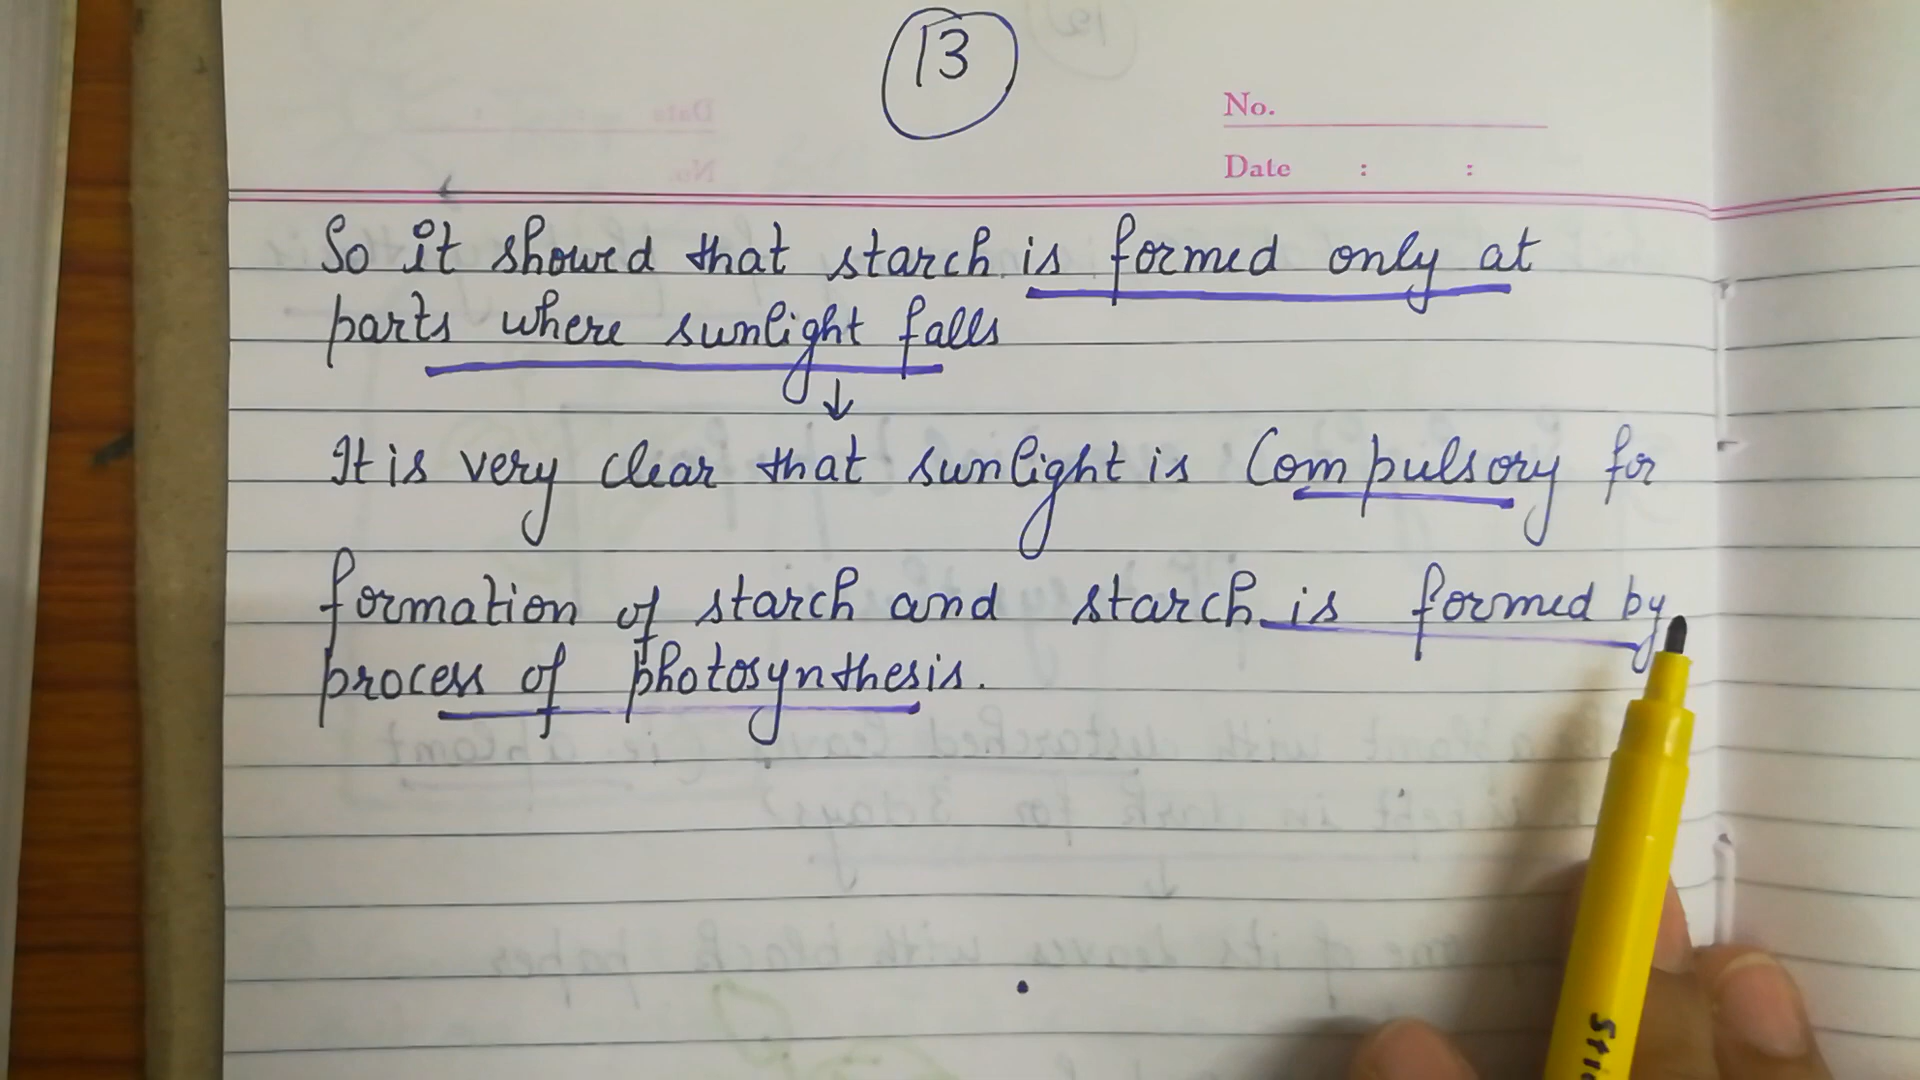 13
No.
Date : :
So it showed that starch is formed only at
parts where sunlight falls
↓
It is very clear that sunlight is Compulsory for
formation of starch and starch is formed by
process of photosynthesis.